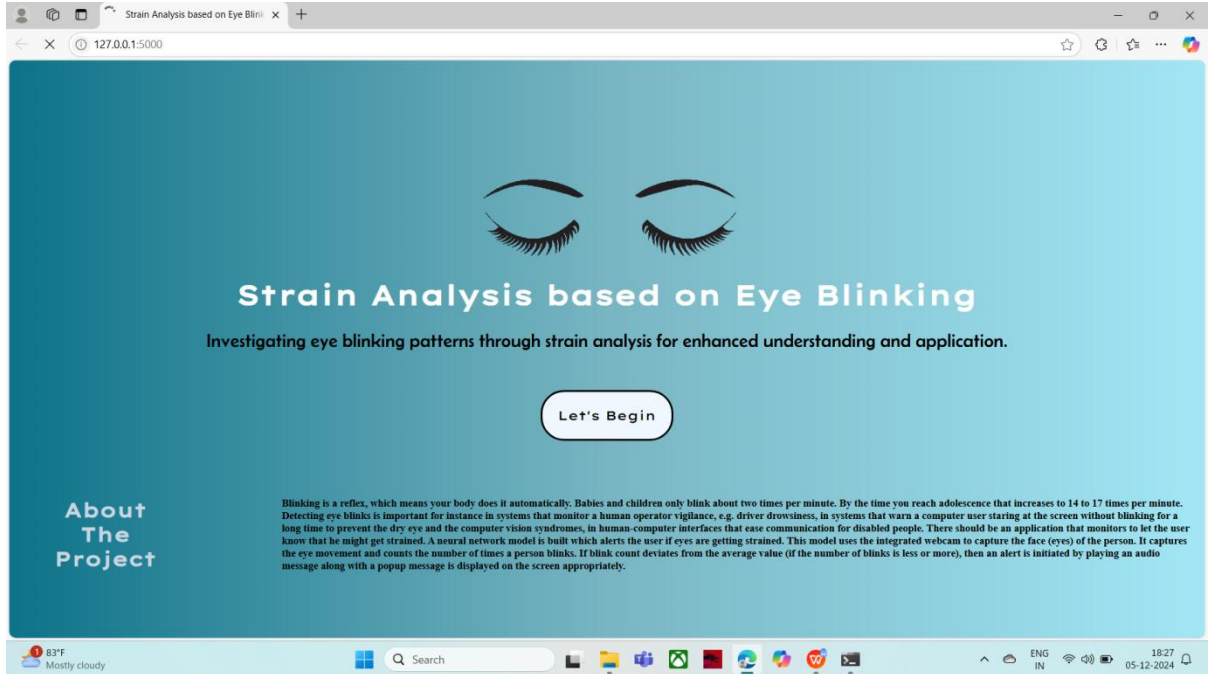 Strain Analysis based on Eye Blin
127.0.0.1:5000
Strain Analysis based on Eye Blinking
Investigating eye blinking patterns through strain analysis for enhanced understanding and application.
Let's Begin
About
The
Project
Blinking is a reflex, which means your body does it automatically. Babies and children only blink about two times per minute. By the time you reach adolescence that increases to 14 to 17 times per minute.
Detecting eye blinks is important for instance in systems that monitor a human operator vigilance, e.g. driver drowsiness, in systems that warn a computer user staring at the screen without blinking for a
long time to prevent the dry eye and the computer vision syndromes, in human-computer interfaces that ease communication for disabled people. There should be an application that monitors to let the user
know that he might get strained. A neural network model is built which alerts the user if eyes are getting strained. This model uses the integrated webcam to capture the face (eyes) of the person. It captures
the eye movement and counts the number of times a person blinks. If blink count deviates from the average value (if the number of blinks is less or more), then an alert is initiated by playing an audio
message along with a popup message is displayed on the screen appropriately.
1
83°F
Mostly cloudy
Search
ENG
IN
18:27
05-12-2024